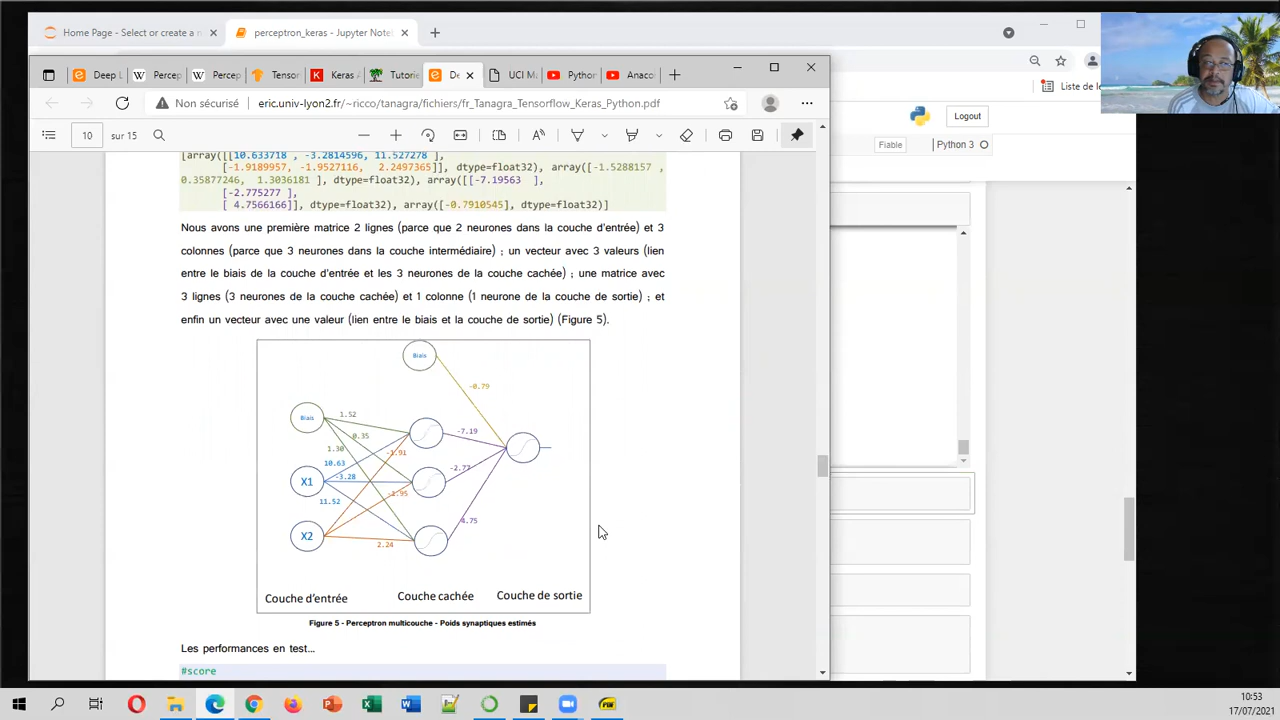 Home Page - Select or create a n
perceptron_keras - Jupyter Note
Deep L
Percep
Percep
Tensor
Keras A
Tutorie
De
UCI M
Python
Anaco
Non sécurisé
eric.univ-lyon2.fr/~ricco/tanagra/fichiers/fr_Tanagra_Tensorflow_Keras_Python.pdf
Liste de le
10 sur 15
Logout
Fiable
Python 3
[array([[10.633718 , -3.2814596, 11.527278 ],
[-1.9189957, -1.9527116, 2.2497365]], dtype=float32), array([-1.5288157 ,
0.35877246, 1.3036181 ], dtype=float32), array([[-7.19563 ],
[-2.775277 ],
[ 4.7566166]], dtype=float32), array([-0.7910545], dtype=float32)]
Nous avons une première matrice 2 lignes (parce que 2 neurones dans la couche d'entrée) et 3
colonnes (parce que 3 neurones dans la couche intermédiaire) ; un vecteur avec 3 valeurs (lien
entre le biais de la couche d'entrée et les 3 neurones de la couche cachée) ; une matrice avec
3 lignes (3 neurones de la couche cachée) et 1 colonne (1 neurone de la couche de sortie) ; et
enfin un vecteur avec une valeur (lien entre le biais et la couche de sortie) (Figure 5).
Biais
-0.79
Biais
1.52
0.35
1.30
-1.91
-7.19
10.63
-3.28
-2.77
X1
-1.95
11.52
4.75
X2
2.24
Couche d'entrée
Couche cachée
Couche de sortie
Figure 5 - Perceptron multicouche - Poids synaptiques estimés
Les performances en test...
#score
10:53
17/07/2021